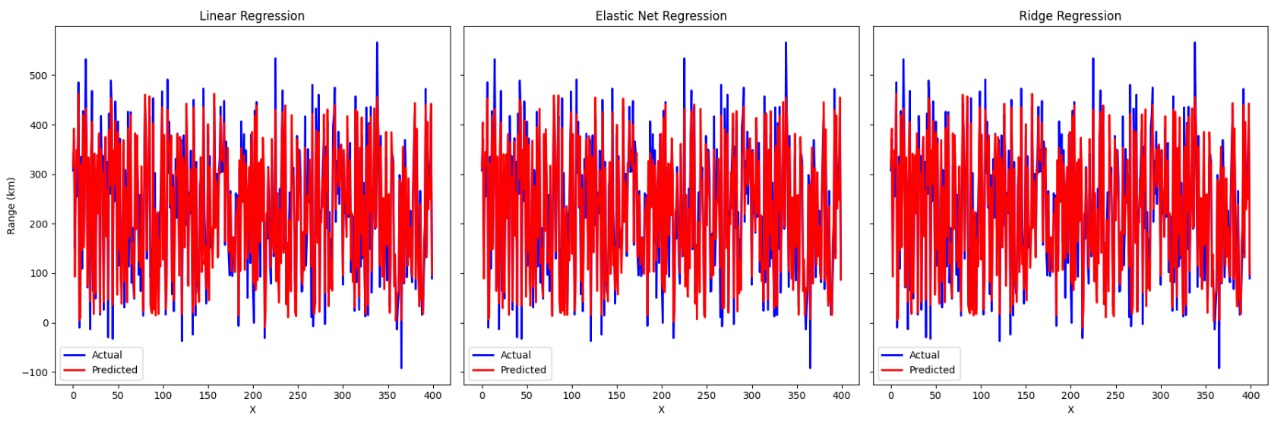 Linear Regression
Elastic Net Regression
Ridge Regression
Range (km)
500
400
300
200
100
0
−100
Actual
Predicted
Actual
Predicted
Actual
Predicted
0 50 100 150 200 250 300 350 400
0 50 100 150 200 250 300 350 400
0 50 100 150 200 250 300 350 400
X
X
X